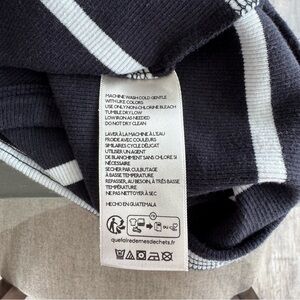 MACHINE WASH COLD GENTLE
WITH LIKE COLORS
USE ONLY NON-CHLORINE BLEACH
TUMBLE DRY LOW
LOW IRON AS NEEDED
DO NOT DRY CLEAN
LAVER À LA MACHINE À L'EAU
FROIDE AVEC COULEURS
SIMILAIRES CYCLE DÉLICAT
UTILISER UN AGENT
DE BLANCHIMENT SANS CHLORE SI
NÉCESSAIRE
SÉCHER PAR CULBUTAGE
À BASSE TEMPÉRATURE
REPASSER, AU BESOIN, À TRÈS BASSE
TEMPÉRATURE
NE PAS NETTOYER À SEC
HECHO EN GUATEMALA
quefairedemesdechets.fr